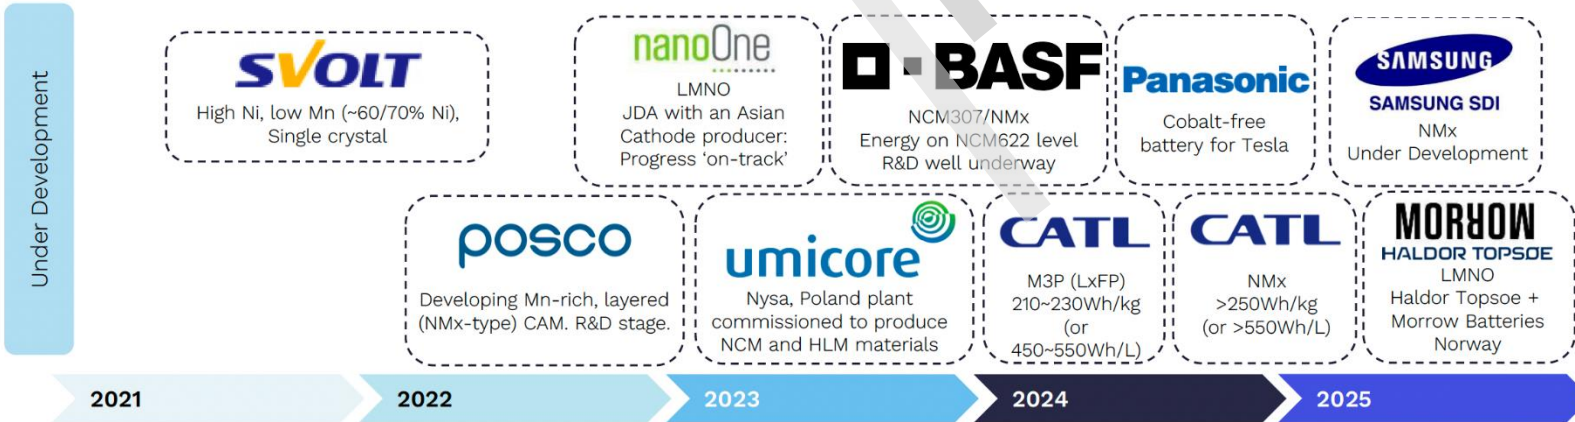 Under Development
SVOLT
High Ni, low Mn (~60/70% Ni),
Single crystal
nanoOne
LMNO
JDA with an Asian
Cathode producer:
Progress ‘on-track’
BASF
NCM307/NMx
Energy on NCM622 level
R&D well underway
Panasonic
Cobalt-free
battery for Tesla
SAMSUNG
SAMSUNG SDI
NMx
Under Development
posco
Developing Mn-rich, layered
(NMx-type) CAM. R&D stage.
umicore
Nysa, Poland plant
commissioned to produce
NCM and HLM materials
CATL
M3P (LxFP)
210~230Wh/kg
(or
450~550Wh/L)
CATL
NMx
>250Wh/kg
(or >550Wh/L)
MORROW
HALDOR TOPSØE
LMNO
Haldor Topsoe +
Morrow Batteries
Norway
2021
2022
2023
2024
2025